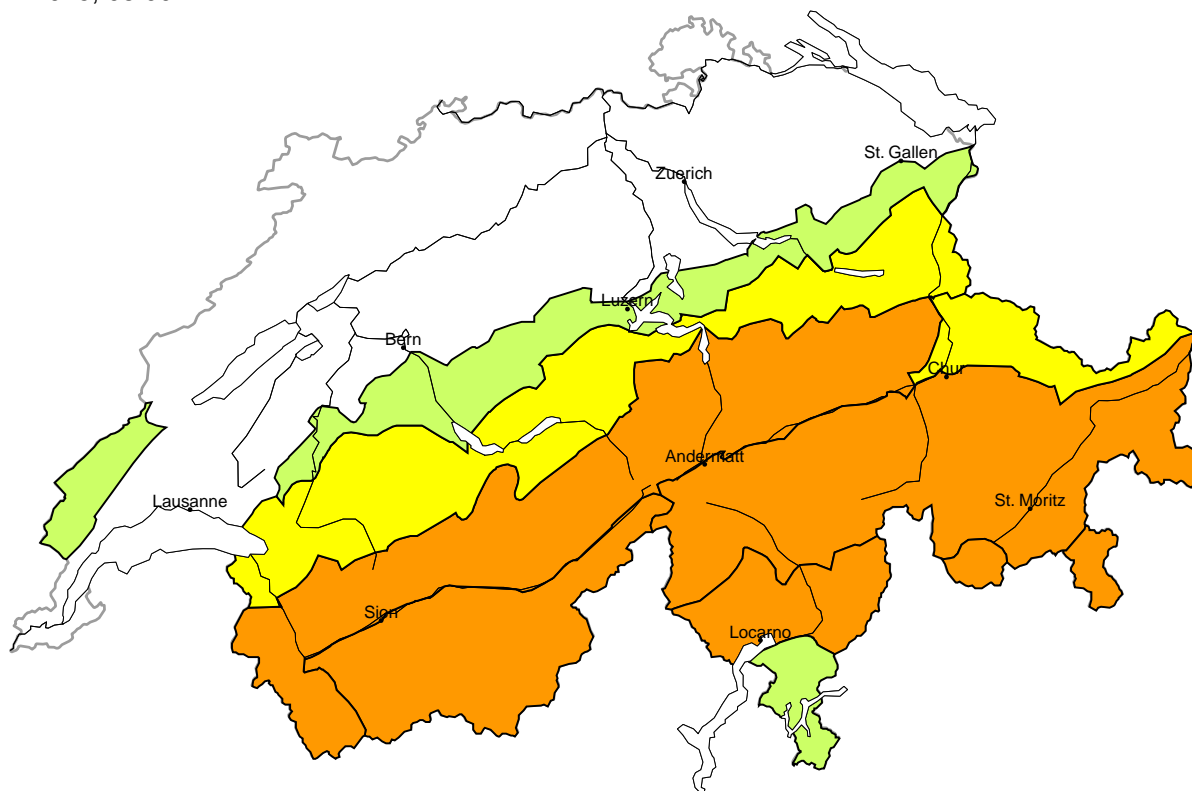 St. Gallen
Zuerich
Luzern
Bern
Chur
Andermatt
Lausanne
St. Moritz
Sion
Locarno